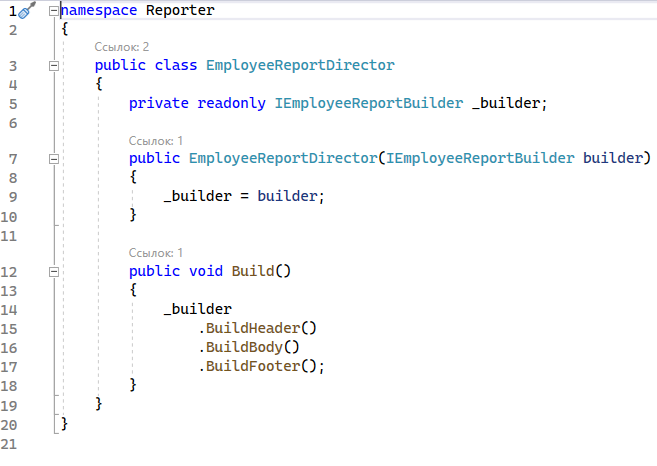 1 namespace Reporter
2 {
Ссылок: 2
3 public class EmployeeReportDirector
4 {
5 private readonly IEmployeeReportBuilder _builder;
6
Ссылок: 1
7 public EmployeeReportDirector(IEmployeeReportBuilder builder)
8 {
9 _builder = builder;
10 }
11
Ссылок: 1
12 public void Build()
13 {
14 _builder
15 .BuildHeader()
16 .BuildBody()
17 .BuildFooter();
18 }
19 }
20 }
21